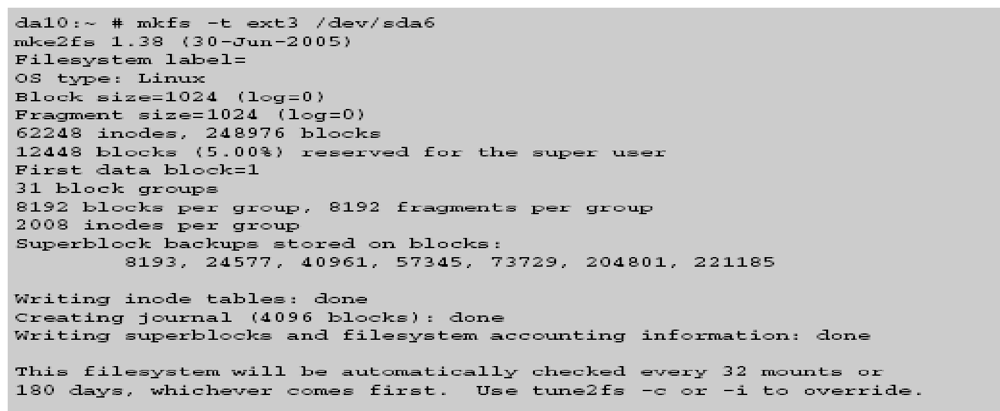 da10:~ # mkfs -t ext3 /dev/sda6
mke2fs 1.38 (30-Jun-2005)
Filesystem label=
OS type: Linux
Block size=1024 (log=0)
Fragment size=1024 (log=0)
62248 inodes, 248976 blocks
12448 blocks (5.00%) reserved for the super user
First data block=1
31 block groups
8192 blocks per group, 8192 fragments per group
2008 inodes per group
Superblock backups stored on blocks:
8193, 24577, 40961, 57345, 73729, 204801, 221185
Writing inode tables: done
Creating journal (4096 blocks): done
Writing superblocks and filesystem accounting information: done
This filesystem will be automatically checked every 32 mounts or
180 days, whichever comes first.  Use tune2fs -c or -i to override.